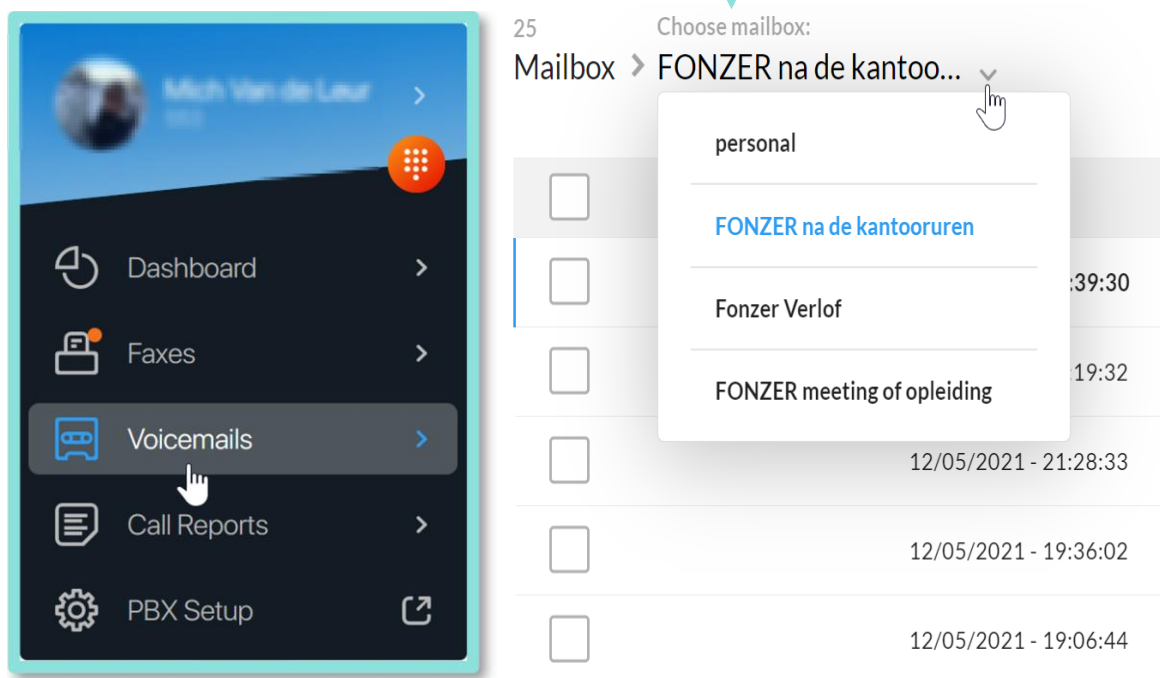 Dashboard
Faxes
Voicemails
Call Reports
PBX Setup
25
Choose mailbox:
Mailbox
FONZER na de kantoo...
personal
FONZER na de kantooruren
Fonzer Verlof
FONZER meeting of opleiding
:39:30
19:32
12/05/2021 - 21:28:33
12/05/2021 - 19:36:02
12/05/2021 - 19:06:44